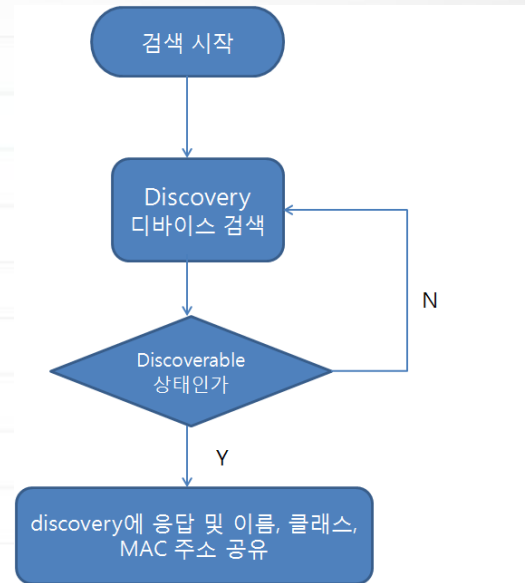 검색 시작
Discovery
디바이스 검색
N
Discoverable
상태인가
Y
discovery에 응답 및 이름, 클래스,
MAC 주소 공유